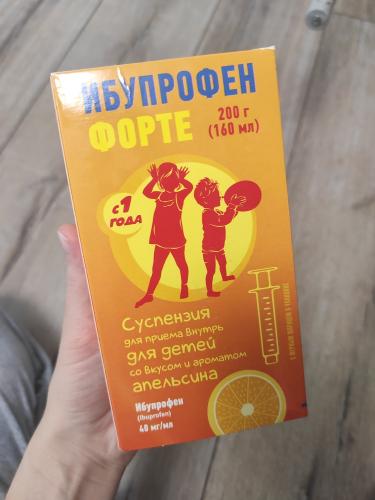 ИБУПРОФЕН
ФОРТЕ
200 г
(160 мл)
с 1
года
Суспензия
для приема внутрь
для детей
со вкусом и ароматом
апельсина
Ибупрофен
(Ibuprofen)
40 мг/мл